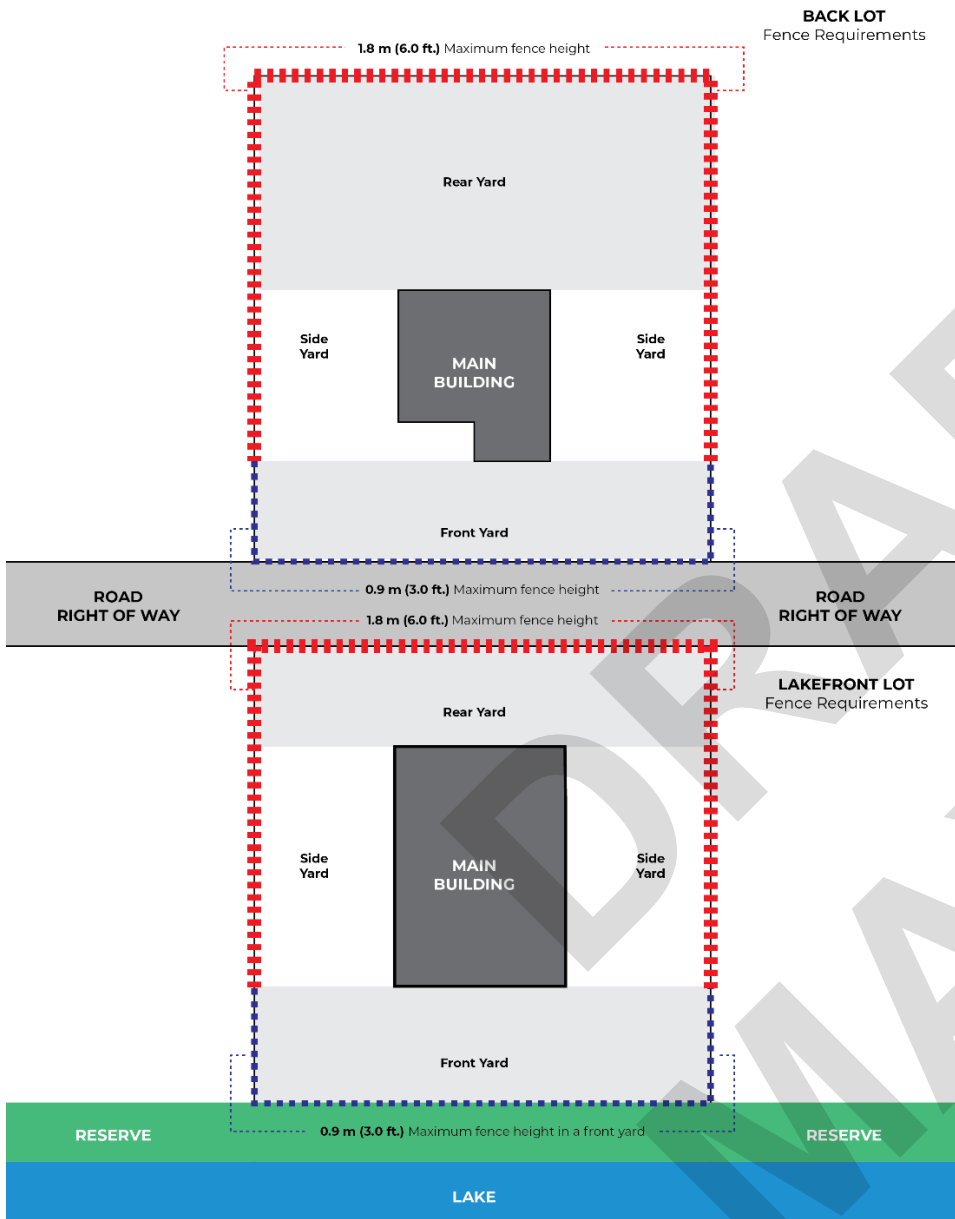 BACK LOT
Fence Requirements
1.8 m (6.0 ft.) Maximum fence height
Rear Yard
Side
Yard
MAIN
BUILDING
Side
Yard
Front Yard
0.9 m (3.0 ft.) Maximum fence height
ROAD
RIGHT OF WAY
ROAD
RIGHT OF WAY
1.8 m (6.0 ft.) Maximum fence height
LAKEFRONT LOT
Fence Requirements
Rear Yard
Side
Yard
MAIN
BUILDING
Side
Yard
Front Yard
RESERVE
0.9 m (3.0 ft.) Maximum fence height in a front yard
RESERVE
LAKE
DRA
MA